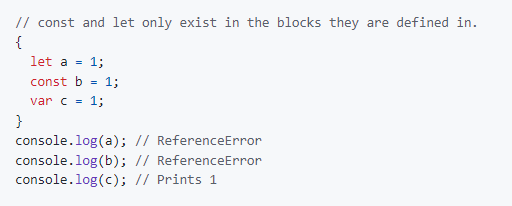 // const and let only exist in the blocks they are defined in.
{
  let a = 1;
  const b = 1;
  var c = 1;
}
console.log(a); // ReferenceError
console.log(b); // ReferenceError
console.log(c); // Prints 1